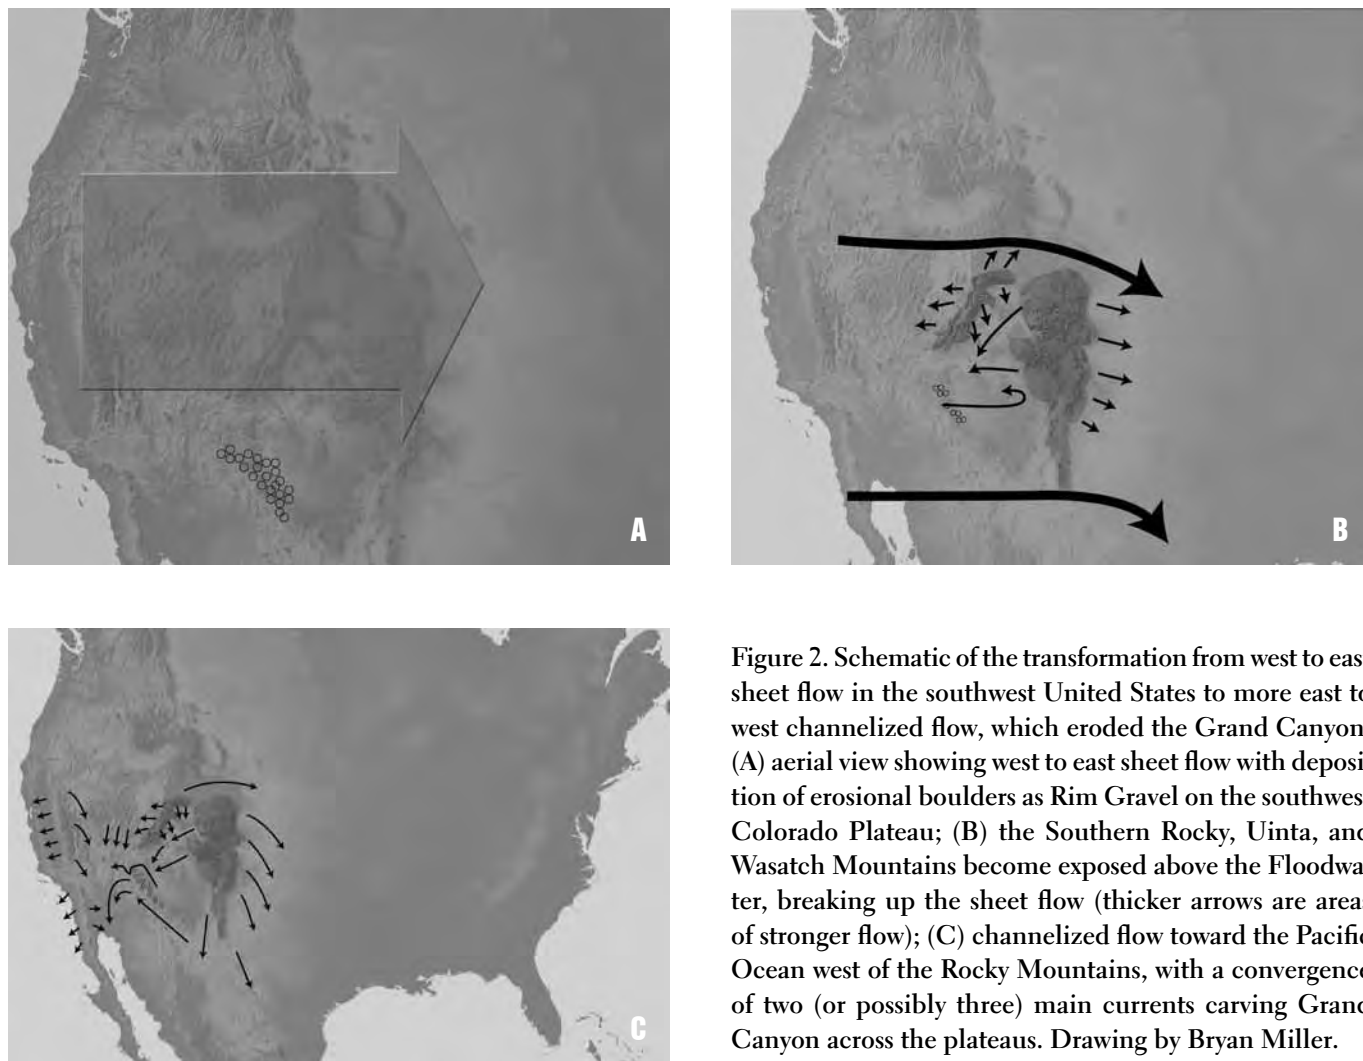 A
B
C
Figure 2. Schematic of the transformation from west to eas
sheet flow in the southwest United States to more east to
west channelized flow, which eroded the Grand Canyon
(A) aerial view showing west to east sheet flow with deposi
tion of erosional boulders as Rim Gravel on the southwes
Colorado Plateau; (B) the Southern Rocky, Uinta, and
Wasatch Mountains become exposed above the Floodwa
ter, breaking up the sheet flow (thicker arrows are areas
of stronger flow); (C) channelized flow toward the Pacific
Ocean west of the Rocky Mountains, with a convergence
of two (or possibly three) main currents carving Grand
Canyon across the plateaus. Drawing by Bryan Miller.